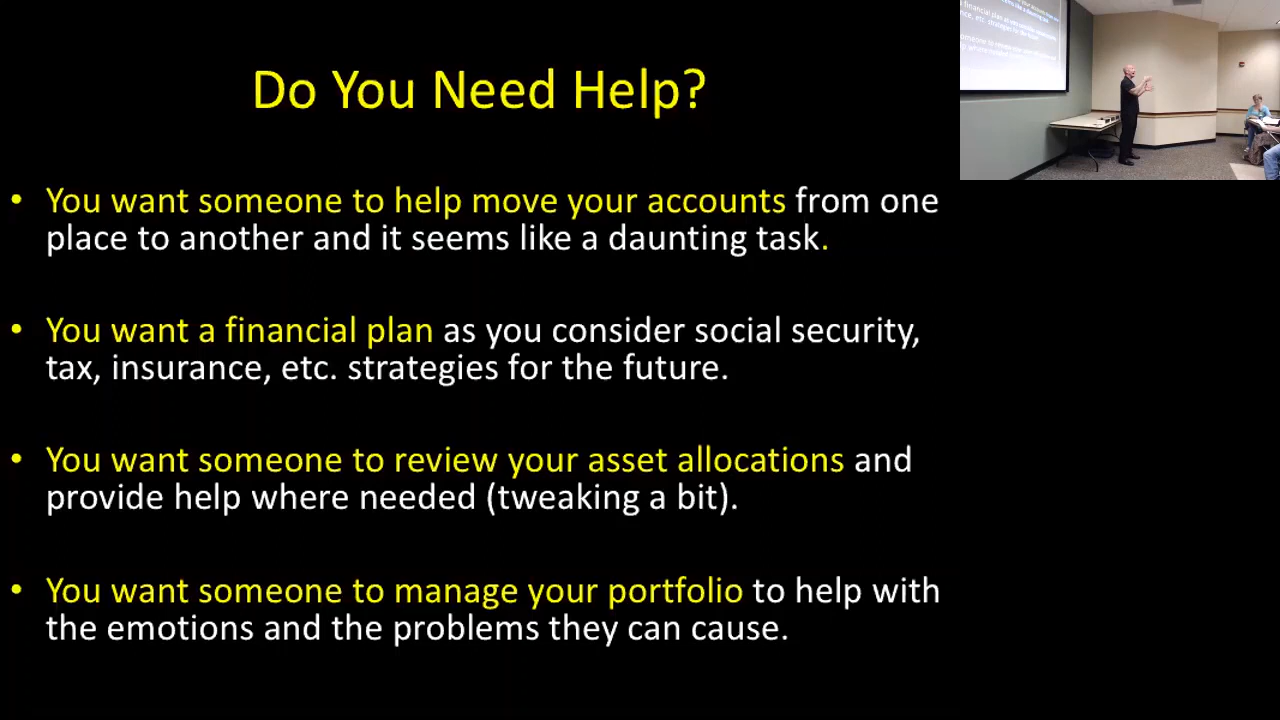 Do You Need Help?
• You want someone to help move your accounts from one
place to another and it seems like a daunting task.
• You want a financial plan as you consider social security,
tax, insurance, etc. strategies for the future.
• You want someone to review your asset allocations and
provide help where needed (tweaking a bit).
• You want someone to manage your portfolio to help with
the emotions and the problems they can cause.